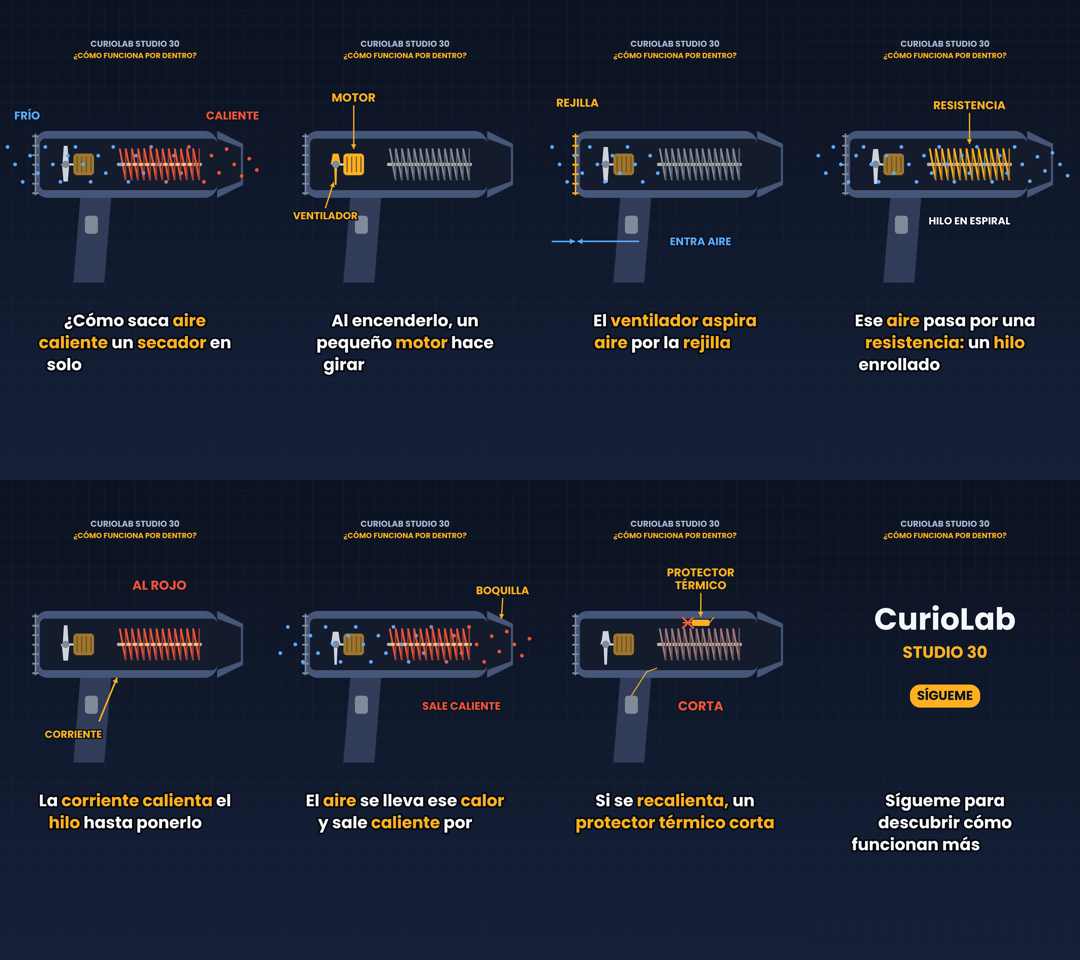 CURIOLAB STUDIO 30
¿CÓMO FUNCIONA POR DENTRO?
FRÍO
CALIENTE
¿Cómo saca aire
caliente un secador en
solo
CURIOLAB STUDIO 30
¿CÓMO FUNCIONA POR DENTRO?
MOTOR
VENTILADOR
Al encenderlo, un
pequeño motor hace
girar
CURIOLAB STUDIO 30
¿CÓMO FUNCIONA POR DENTRO?
REJILLA
ENTRA AIRE
El ventilador aspira
aire por la rejilla
CURIOLAB STUDIO 30
¿CÓMO FUNCIONA POR DENTRO?
RESISTENCIA
HILO EN ESPIRAL
Ese aire pasa por una
resistencia: un hilo
enrollado
CURIOLAB STUDIO 30
¿CÓMO FUNCIONA POR DENTRO?
AL ROJO
CORRIENTE
La corriente calienta el
hilo hasta ponerlo
CURIOLAB STUDIO 30
¿CÓMO FUNCIONA POR DENTRO?
BOQUILLA
SALE CALIENTE
El aire se lleva ese calor
y sale caliente por
CURIOLAB STUDIO 30
¿CÓMO FUNCIONA POR DENTRO?
PROTECTOR
TÉRMICO
CORTA
Si se recalienta, un
protector térmico corta
CURIOLAB STUDIO 30
¿CÓMO FUNCIONA POR DENTRO?
CurioLab
STUDIO 30
SÍGUEME
Sígueme para
descubrir cómo
funcionan más